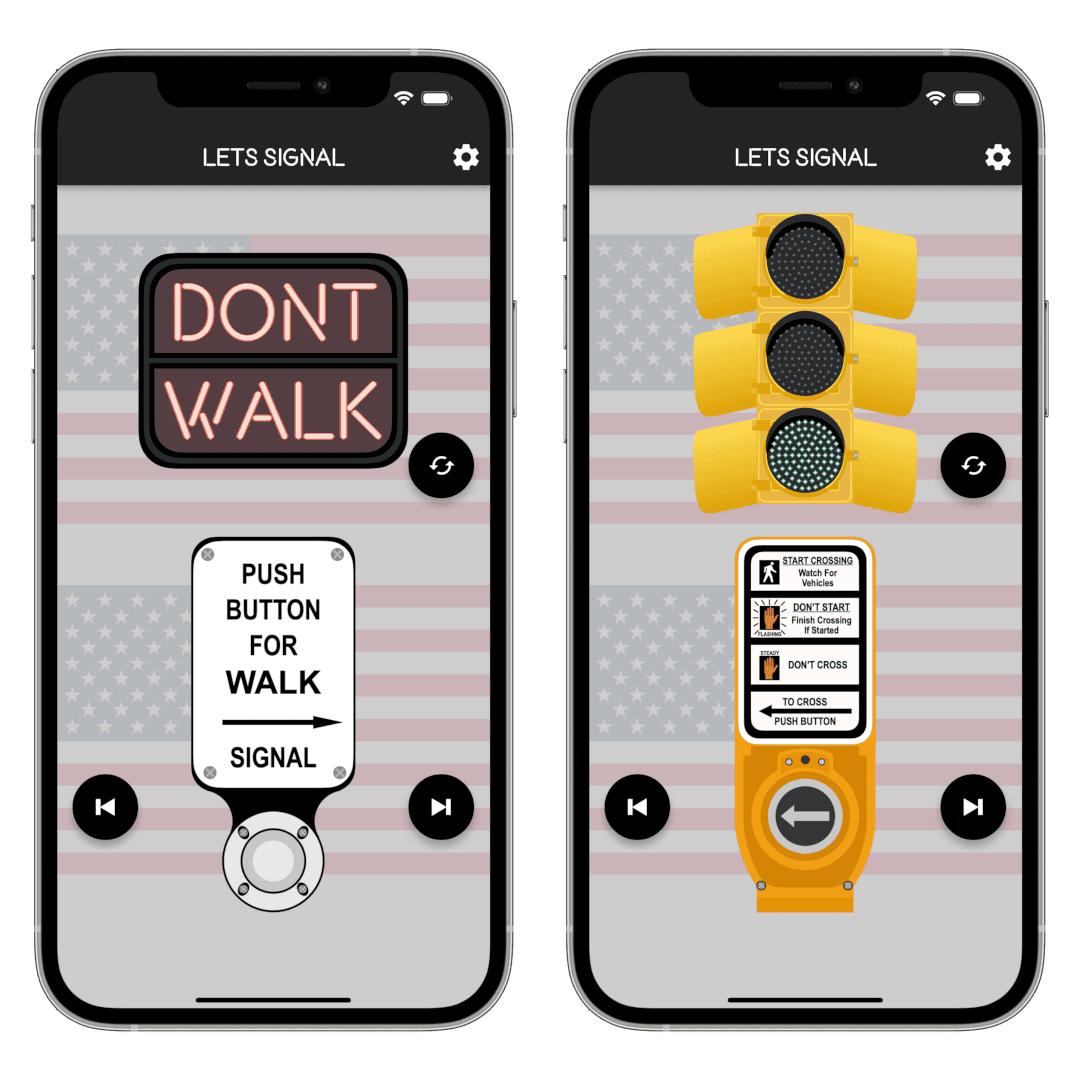 LETS SIGNAL
DONT
WALK
PUSH
BUTTON
FOR
WALK
SIGNAL
LETS SIGNAL
START CROSSING
Watch For
Vehicles
DON'T START
Finish Crossing
If Started
FLASHING
STEADY
DON'T CROSS
TO CROSS
PUSH BUTTON